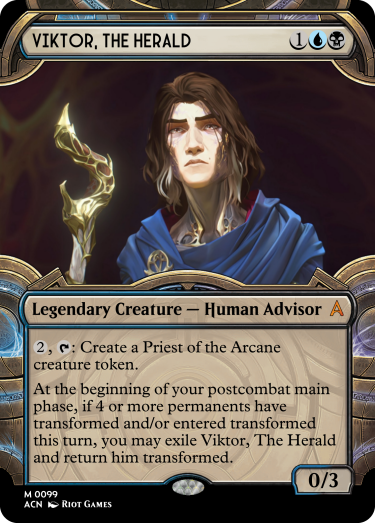 VIKTOR, THE HERALD 1
Legendary Creature — Human Advisor
2, : Create a Priest of the Arcane
creature token.
At the beginning of your postcombat main
phase, if 4 or more permanents have
transformed and/or entered transformed
this turn, you may exile Viktor, The Herald
and return him transformed.
0/3
M 0099
ACN Riot Games